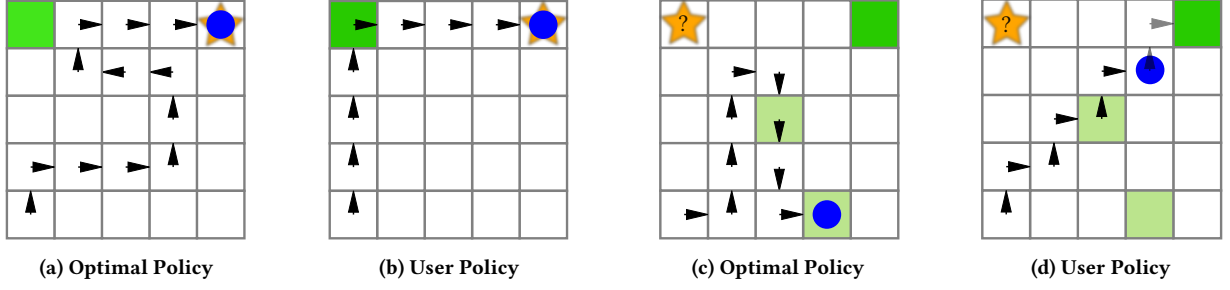 ? ?
(a) Optimal Policy (b) User Policy (c) Optimal Policy (d) User Policy